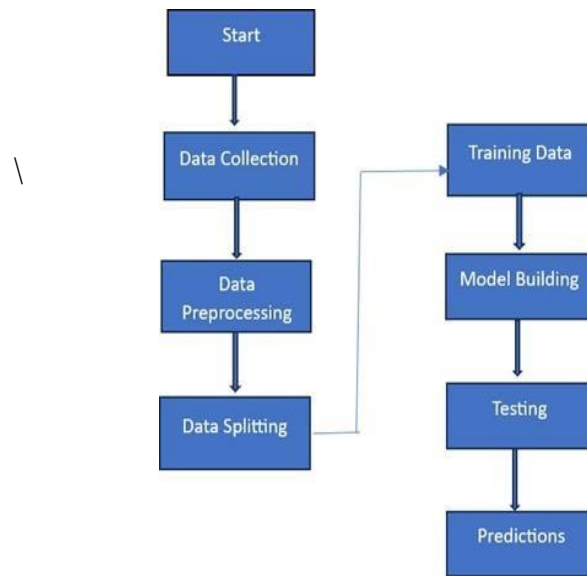 Start
Data Collection
Data
Preprocessing
Data Splitting
\
Training Data
Model Building
Testing
Predictions